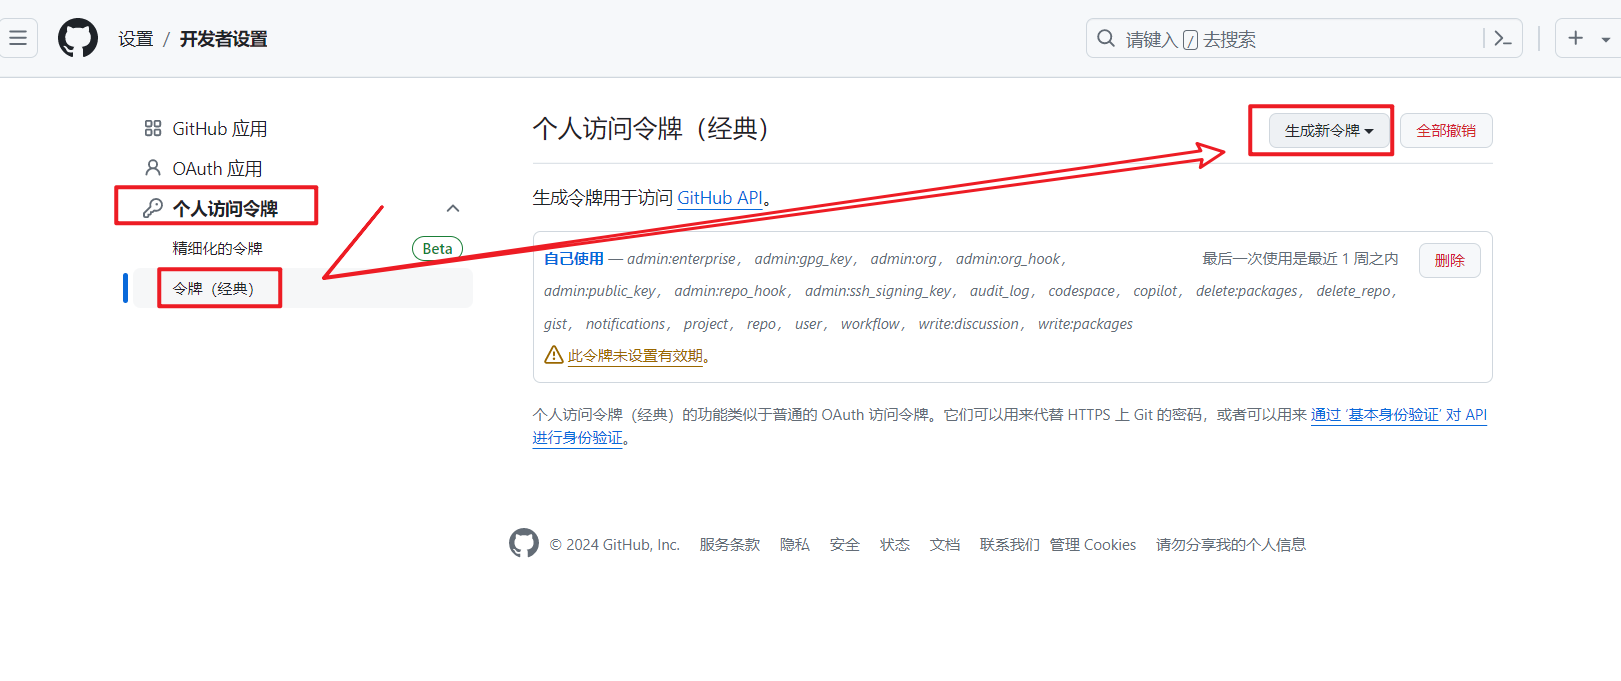 设置 / 开发者设置
请键入 / 去搜索
GitHub 应用
OAuth 应用
个人访问令牌
精细化的令牌 Beta
令牌（经典）
个人访问令牌（经典）
生成新令牌 全部撤销
生成令牌用于访问 GitHub API。
自己使用 — admin:enterprise， admin:gpg_key， admin:org， admin:org_hook， 最后一次使用是最近 1 周之内 删除
admin:public_key， admin:repo_hook， admin:ssh_signing_key， audit_log， codespace， copilot， delete:packages， delete_repo，
gist， notifications， project， repo， user， workflow， write:discussion， write:packages
此令牌未设置有效期。
个人访问令牌（经典）的功能类似于普通的 OAuth 访问令牌。它们可以用来代替 HTTPS 上 Git 的密码，或者可以用来 通过 ‘基本身份验证’ 对 API
进行身份验证。
© 2024 GitHub, Inc. 服务条款 隐私 安全 状态 文档 联系我们 管理 Cookies 请勿分享我的个人信息